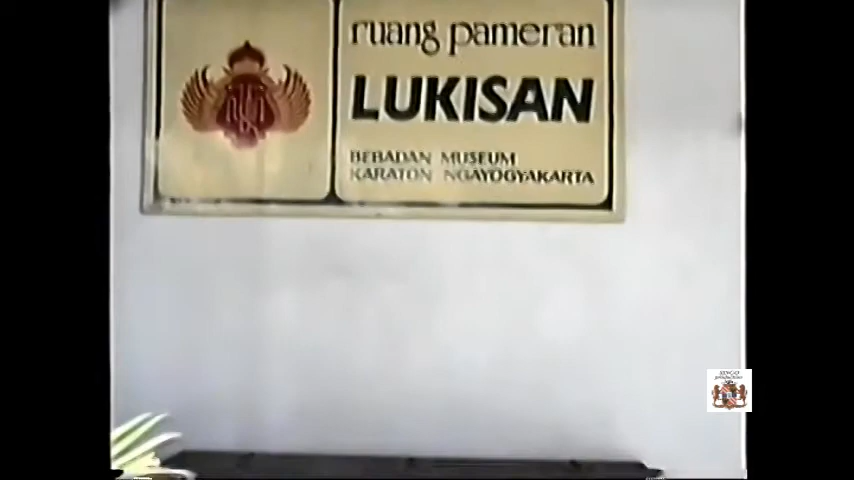 ruang pameran
LUKISAN
BEBADAN MUSEUM
KARATON NGAYOGYAKARTA